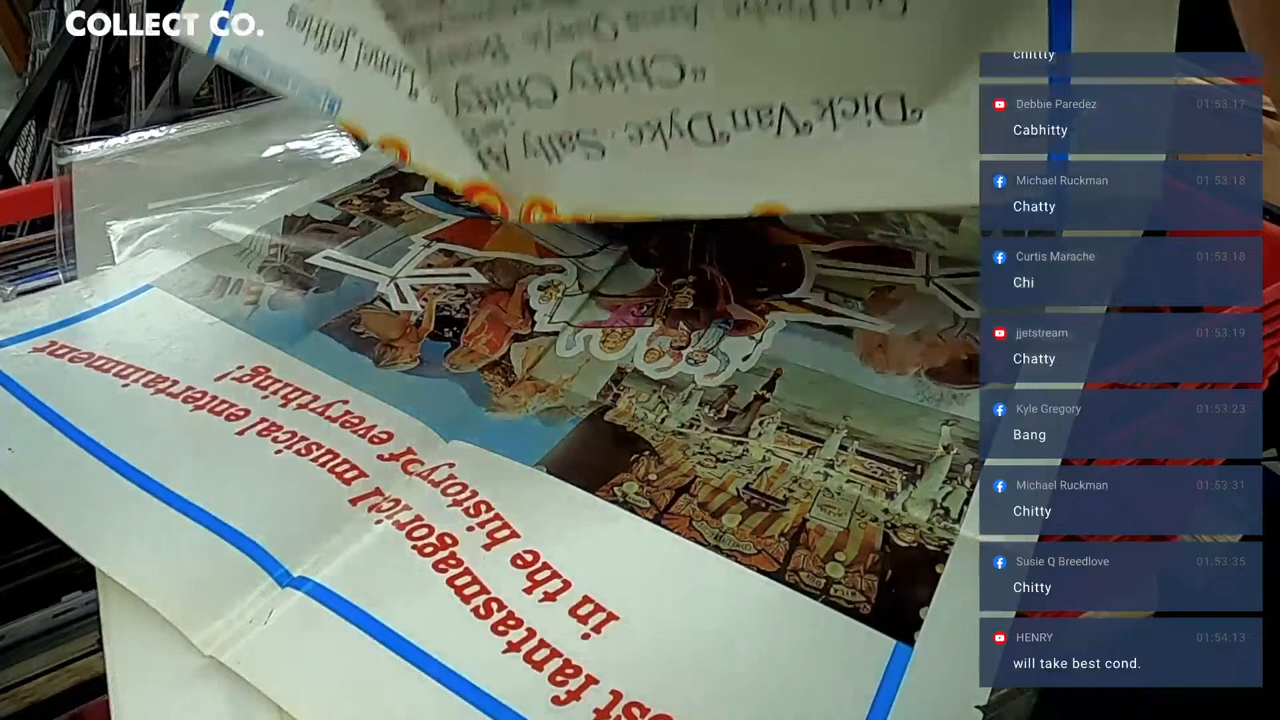 COLLECT CO.
"Dick Van Dyke · Sally
"Chitty Chitty
Lionel Jeffries
st fantasmagorical musical entertainment
in the history of everything!
chittty
Debbie Paredez 01:53:17
Cabhitty
Michael Ruckman 01:53:18
Chatty
Curtis Marache 01:53:18
Chi
jjetstream 01:53:19
Chatty
Kyle Gregory 01:53:23
Bang
Michael Ruckman 01:53:31
Chitty
Susie Q Breedlove 01:53:35
Chitty
HENRY 01:54:13
will take best cond.